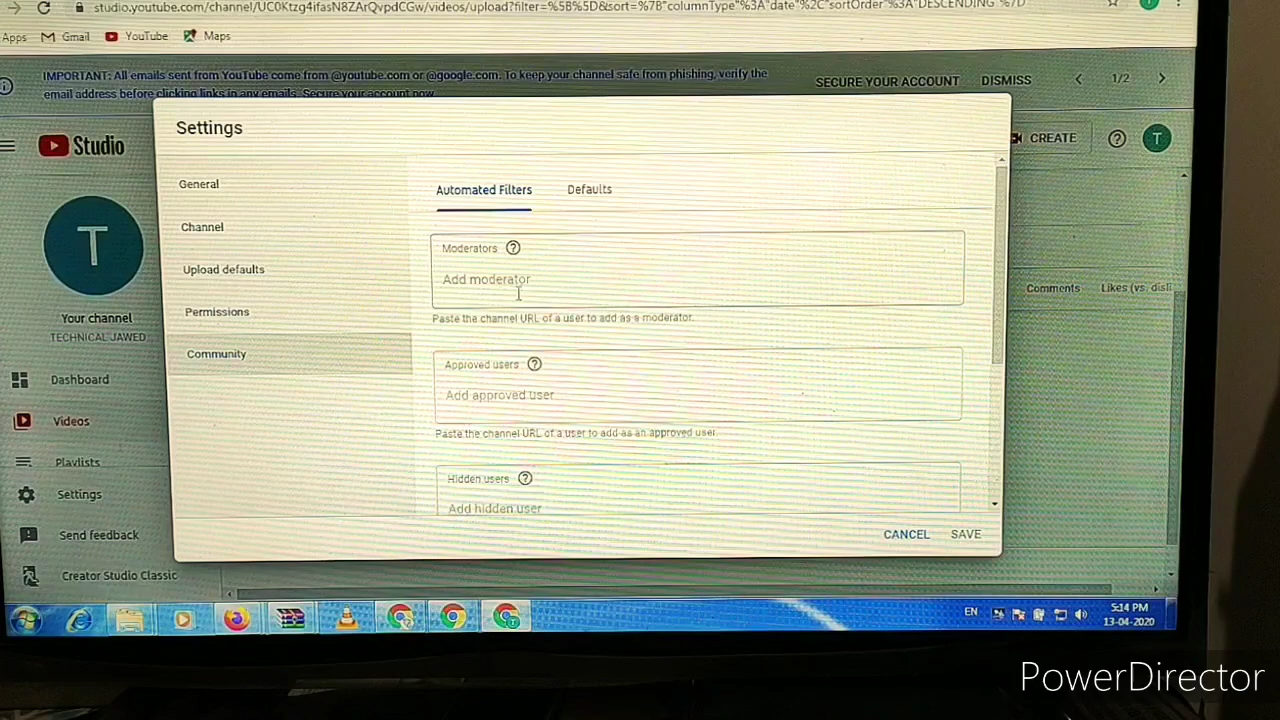 studio.youtube.com/channel/UC0Ktzg4ifasN8ZArQvpdCGw/videos/upload?filter=%5B%5D&sort=%7B"columnType"%3A"date"%2C"sortOrder"%3A"DESCENDING"%7D
Apps Gmail YouTube Maps
IMPORTANT: All emails sent from YouTube come from @youtube.com or @google.com. To keep your channel safe from phishing, verify the
email address before clicking links in any emails. Secure your account now.
SECURE YOUR ACCOUNT DISMISS 1/2
Settings
Studio
CREATE
T
General
Automated Filters Defaults
Channel
Moderators
Upload defaults
Add moderator
T
Comments Likes (vs. disli
Permissions
Your channel
Paste the channel URL of a user to add as a moderator.
TECHNICAL JAWED
Community
Approved users
Dashboard
Add approved user
Videos
Paste the channel URL of a user to add as an approved user.
Playlists
Hidden users
Settings
Add hidden user
Send feedback
CANCEL SAVE
Creator Studio Classic
EN
5:14 PM
13-04-2020
PowerDirector